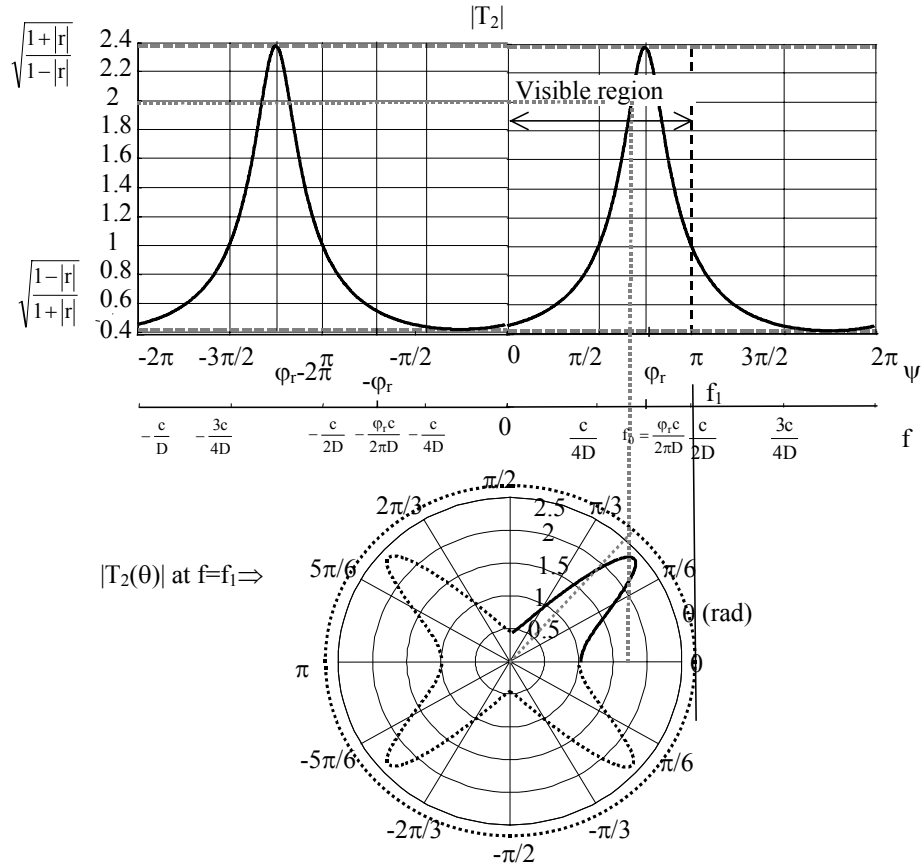 |T₂|
√(1+|r| / 1−|r|)
2.4
2.2
2
1.8
1.6
1.4
1.2
1
0.8
0.6
0.4
√(1−|r| / 1+|r|)
Visible region
-2π -3π/2 φr-2π -π -φr -π/2 0 π/2 φr π 3π/2 2π ψ
f₁
-c/D -3c/4D -c/2D -φrc/2πD -c/4D 0 c/4D = φrc/2πD c/2D 3c/4D f
|T₂(θ)| at f=f₁⇒
π/2
2π/3 2.5 π/3
2
5π/6 1.5 π/6
1
0.5 θ (rad)
π 0
-5π/6 π/6
-2π/3 -π/3
-π/2